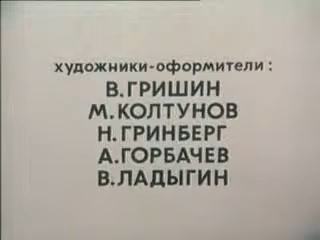 художники-оформители:
В.ГРИШИН
М.КОЛТУНОВ
Н.ГРИНБЕРГ
А.ГОРБАЧЕВ
В.ЛАДЫГИН